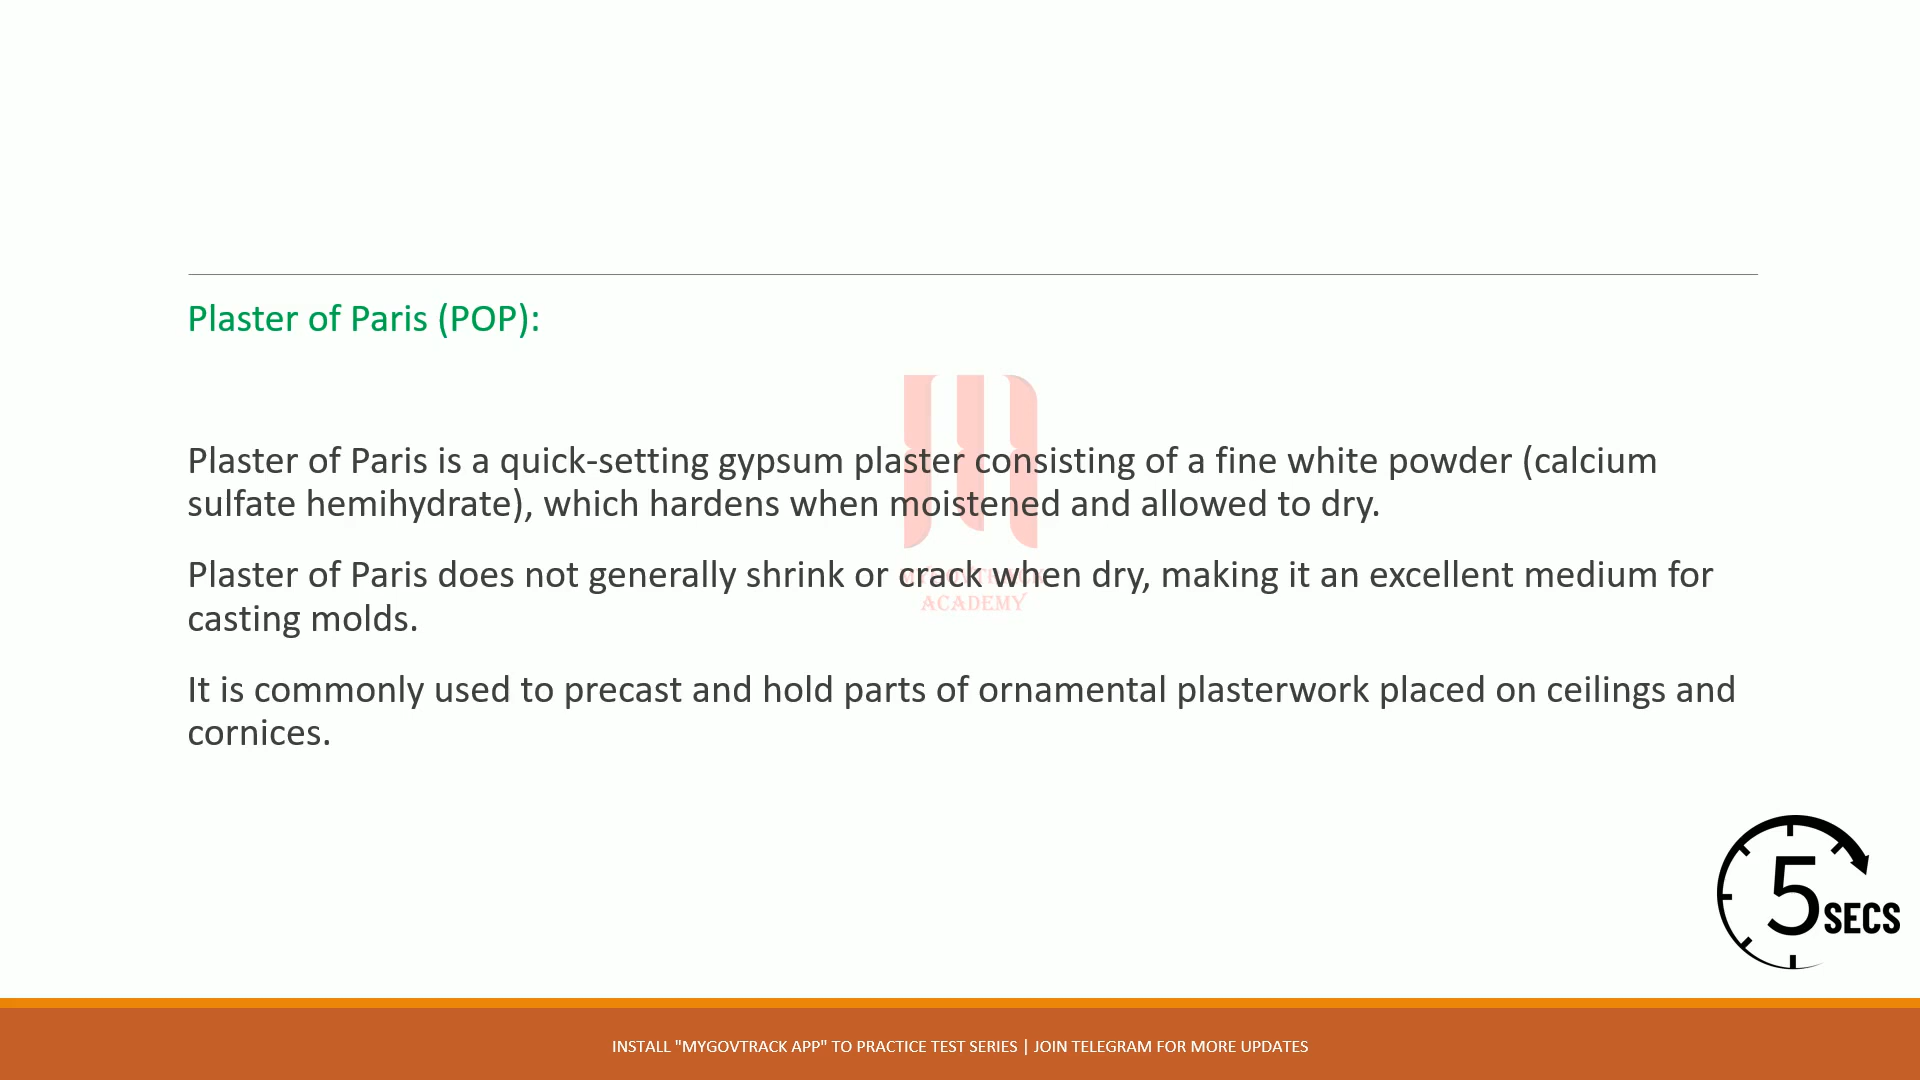 Plaster of Paris (POP):
Plaster of Paris is a quick-setting gypsum plaster consisting of a fine white powder (calcium
sulfate hemihydrate), which hardens when moistened and allowed to dry.
Plaster of Paris does not generally shrink or crack when dry, making it an excellent medium for
casting molds.
ACADEMY
It is commonly used to precast and hold parts of ornamental plasterwork placed on ceilings and
cornices.
5 SECS
INSTALL "MYGOVTRACK APP" TO PRACTICE TEST SERIES | JOIN TELEGRAM FOR MORE UPDATES